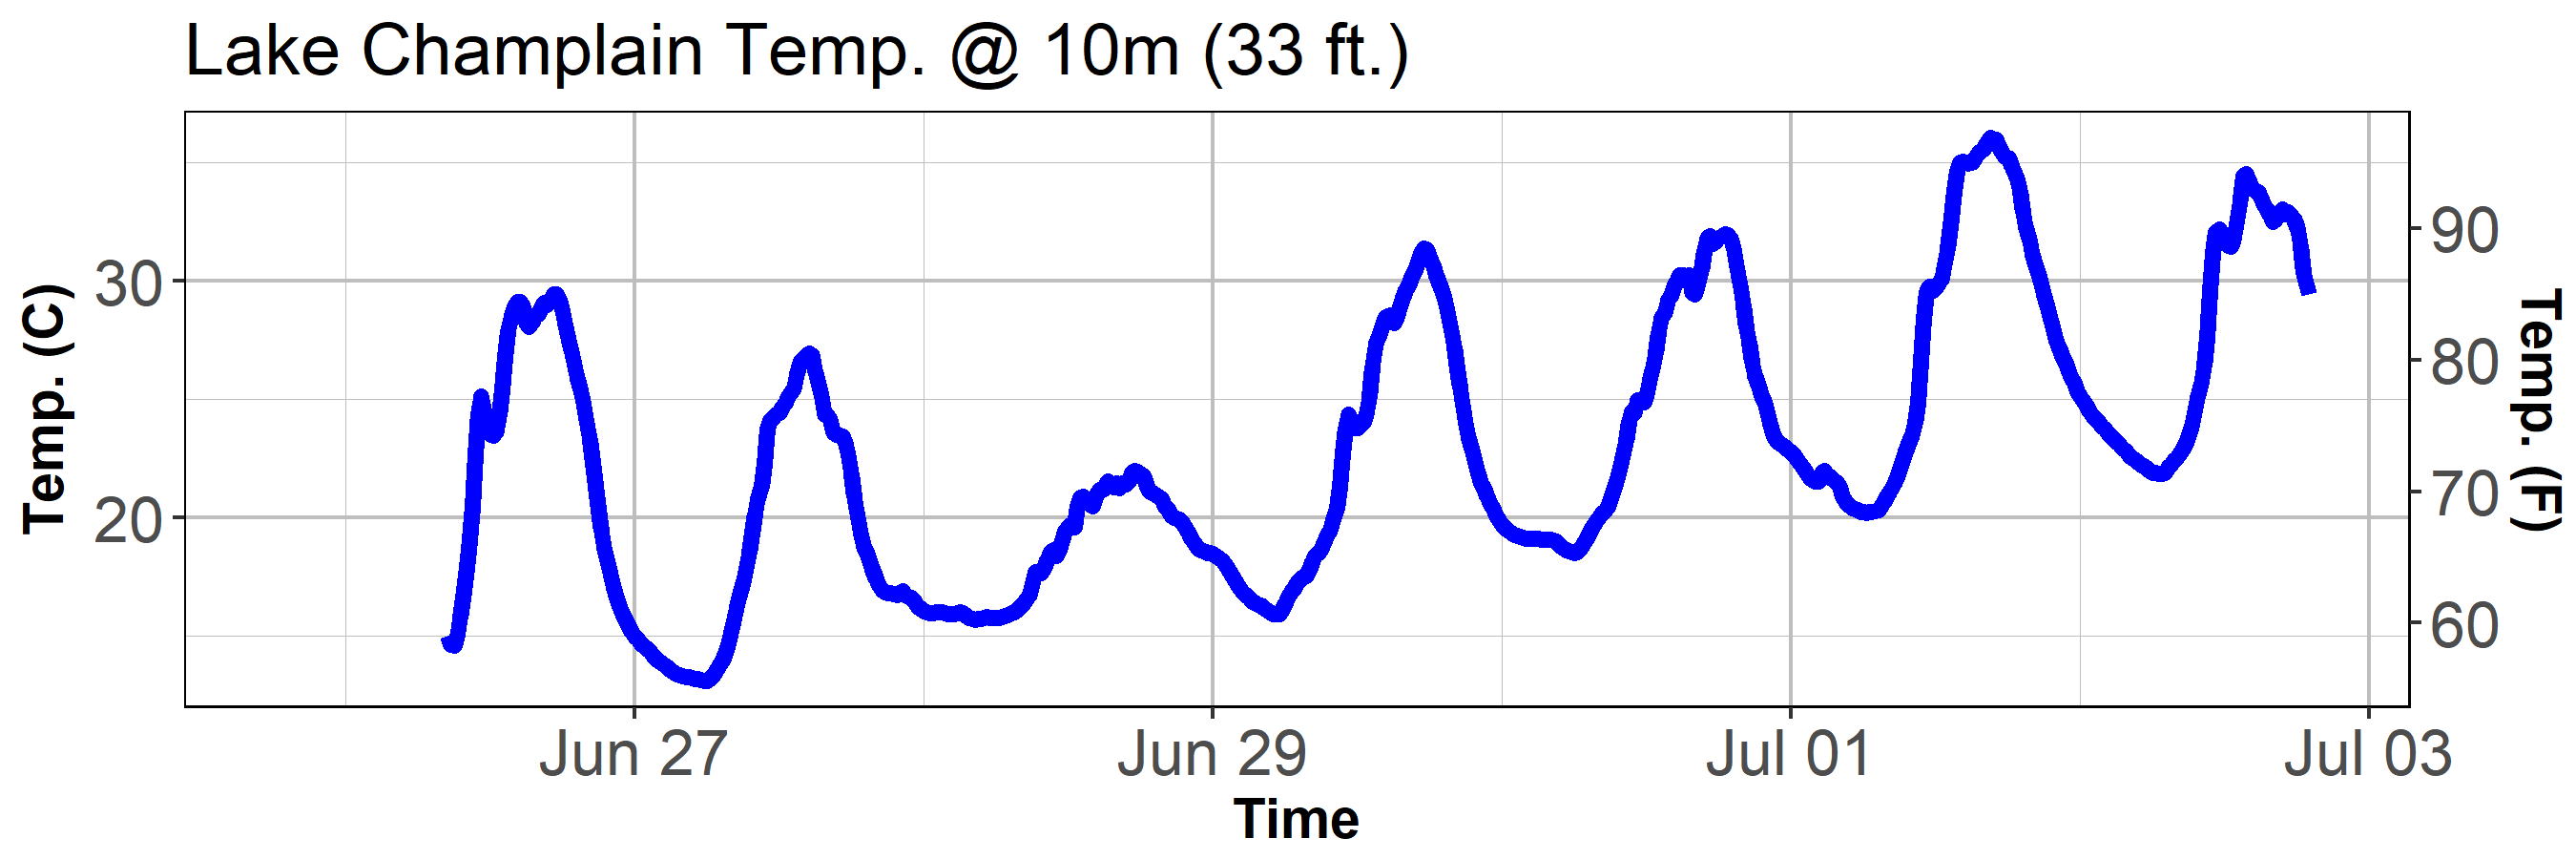 Lake Champlain Temp. @ 10m (33 ft.)
Temp. (C)
30
20
90
80
70
60
Temp. (F)
Jun 27
Jun 29
Jul 01
Jul 03
Time